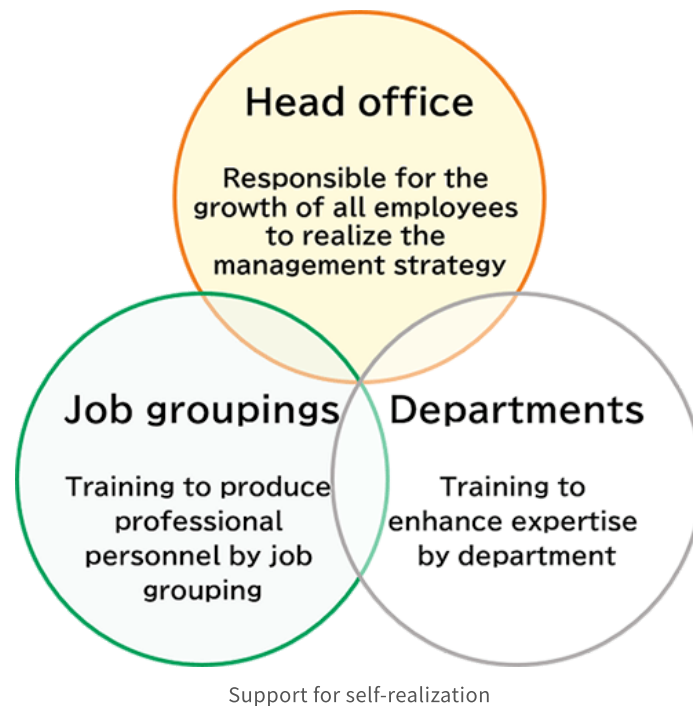 Head office
Responsible for the
growth of all employees
to realize the
management strategy
Job groupings
Training to produce
professional
personnel by job
grouping
Departments
Training to
enhance expertise
by department
Support for self-realization